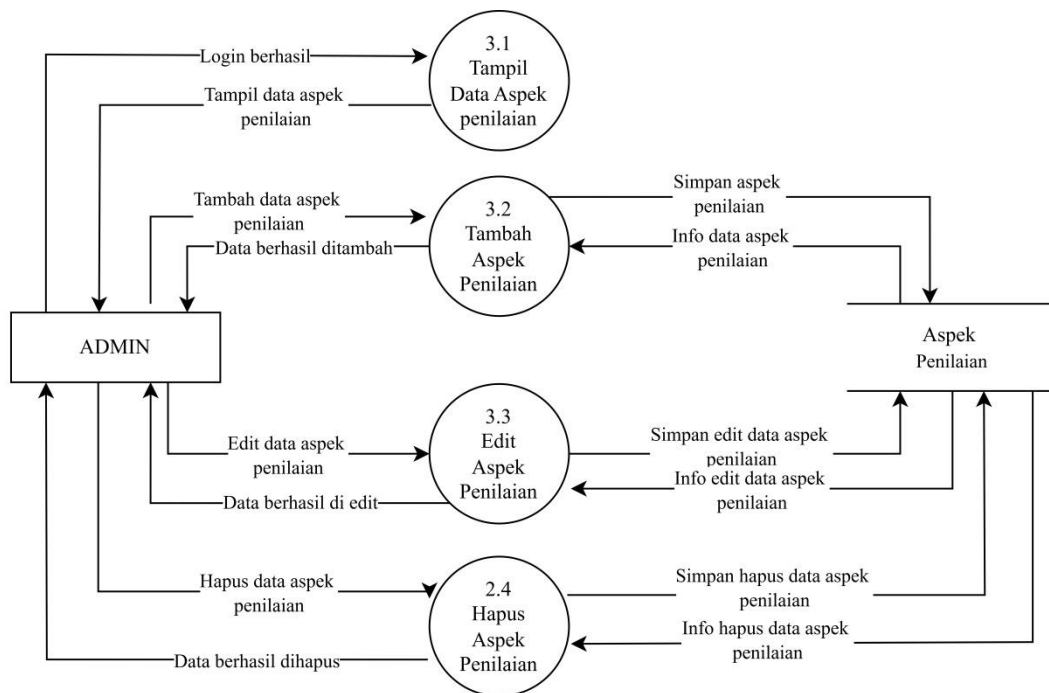 3.1
Tampil
Data Aspek
penilaian
Login berhasil
Tampil data aspek
penilaian
3.2
Tambah
Aspek
Penilaian
Tambah data aspek
penilaian
Data berhasil ditambah
Simpan aspek
penilaian
Info data aspek
penilaian
ADMIN
Aspek
Penilaian
3.3
Edit
Aspek
Penilaian
Edit data aspek
penilaian
Data berhasil di edit
Simpan edit data aspek
penilaian
Info edit data aspek
penilaian
2.4
Hapus
Aspek
Penilaian
Hapus data aspek
penilaian
Data berhasil dihapus
Simpan hapus data aspek
penilaian
Info hapus data aspek
penilaian